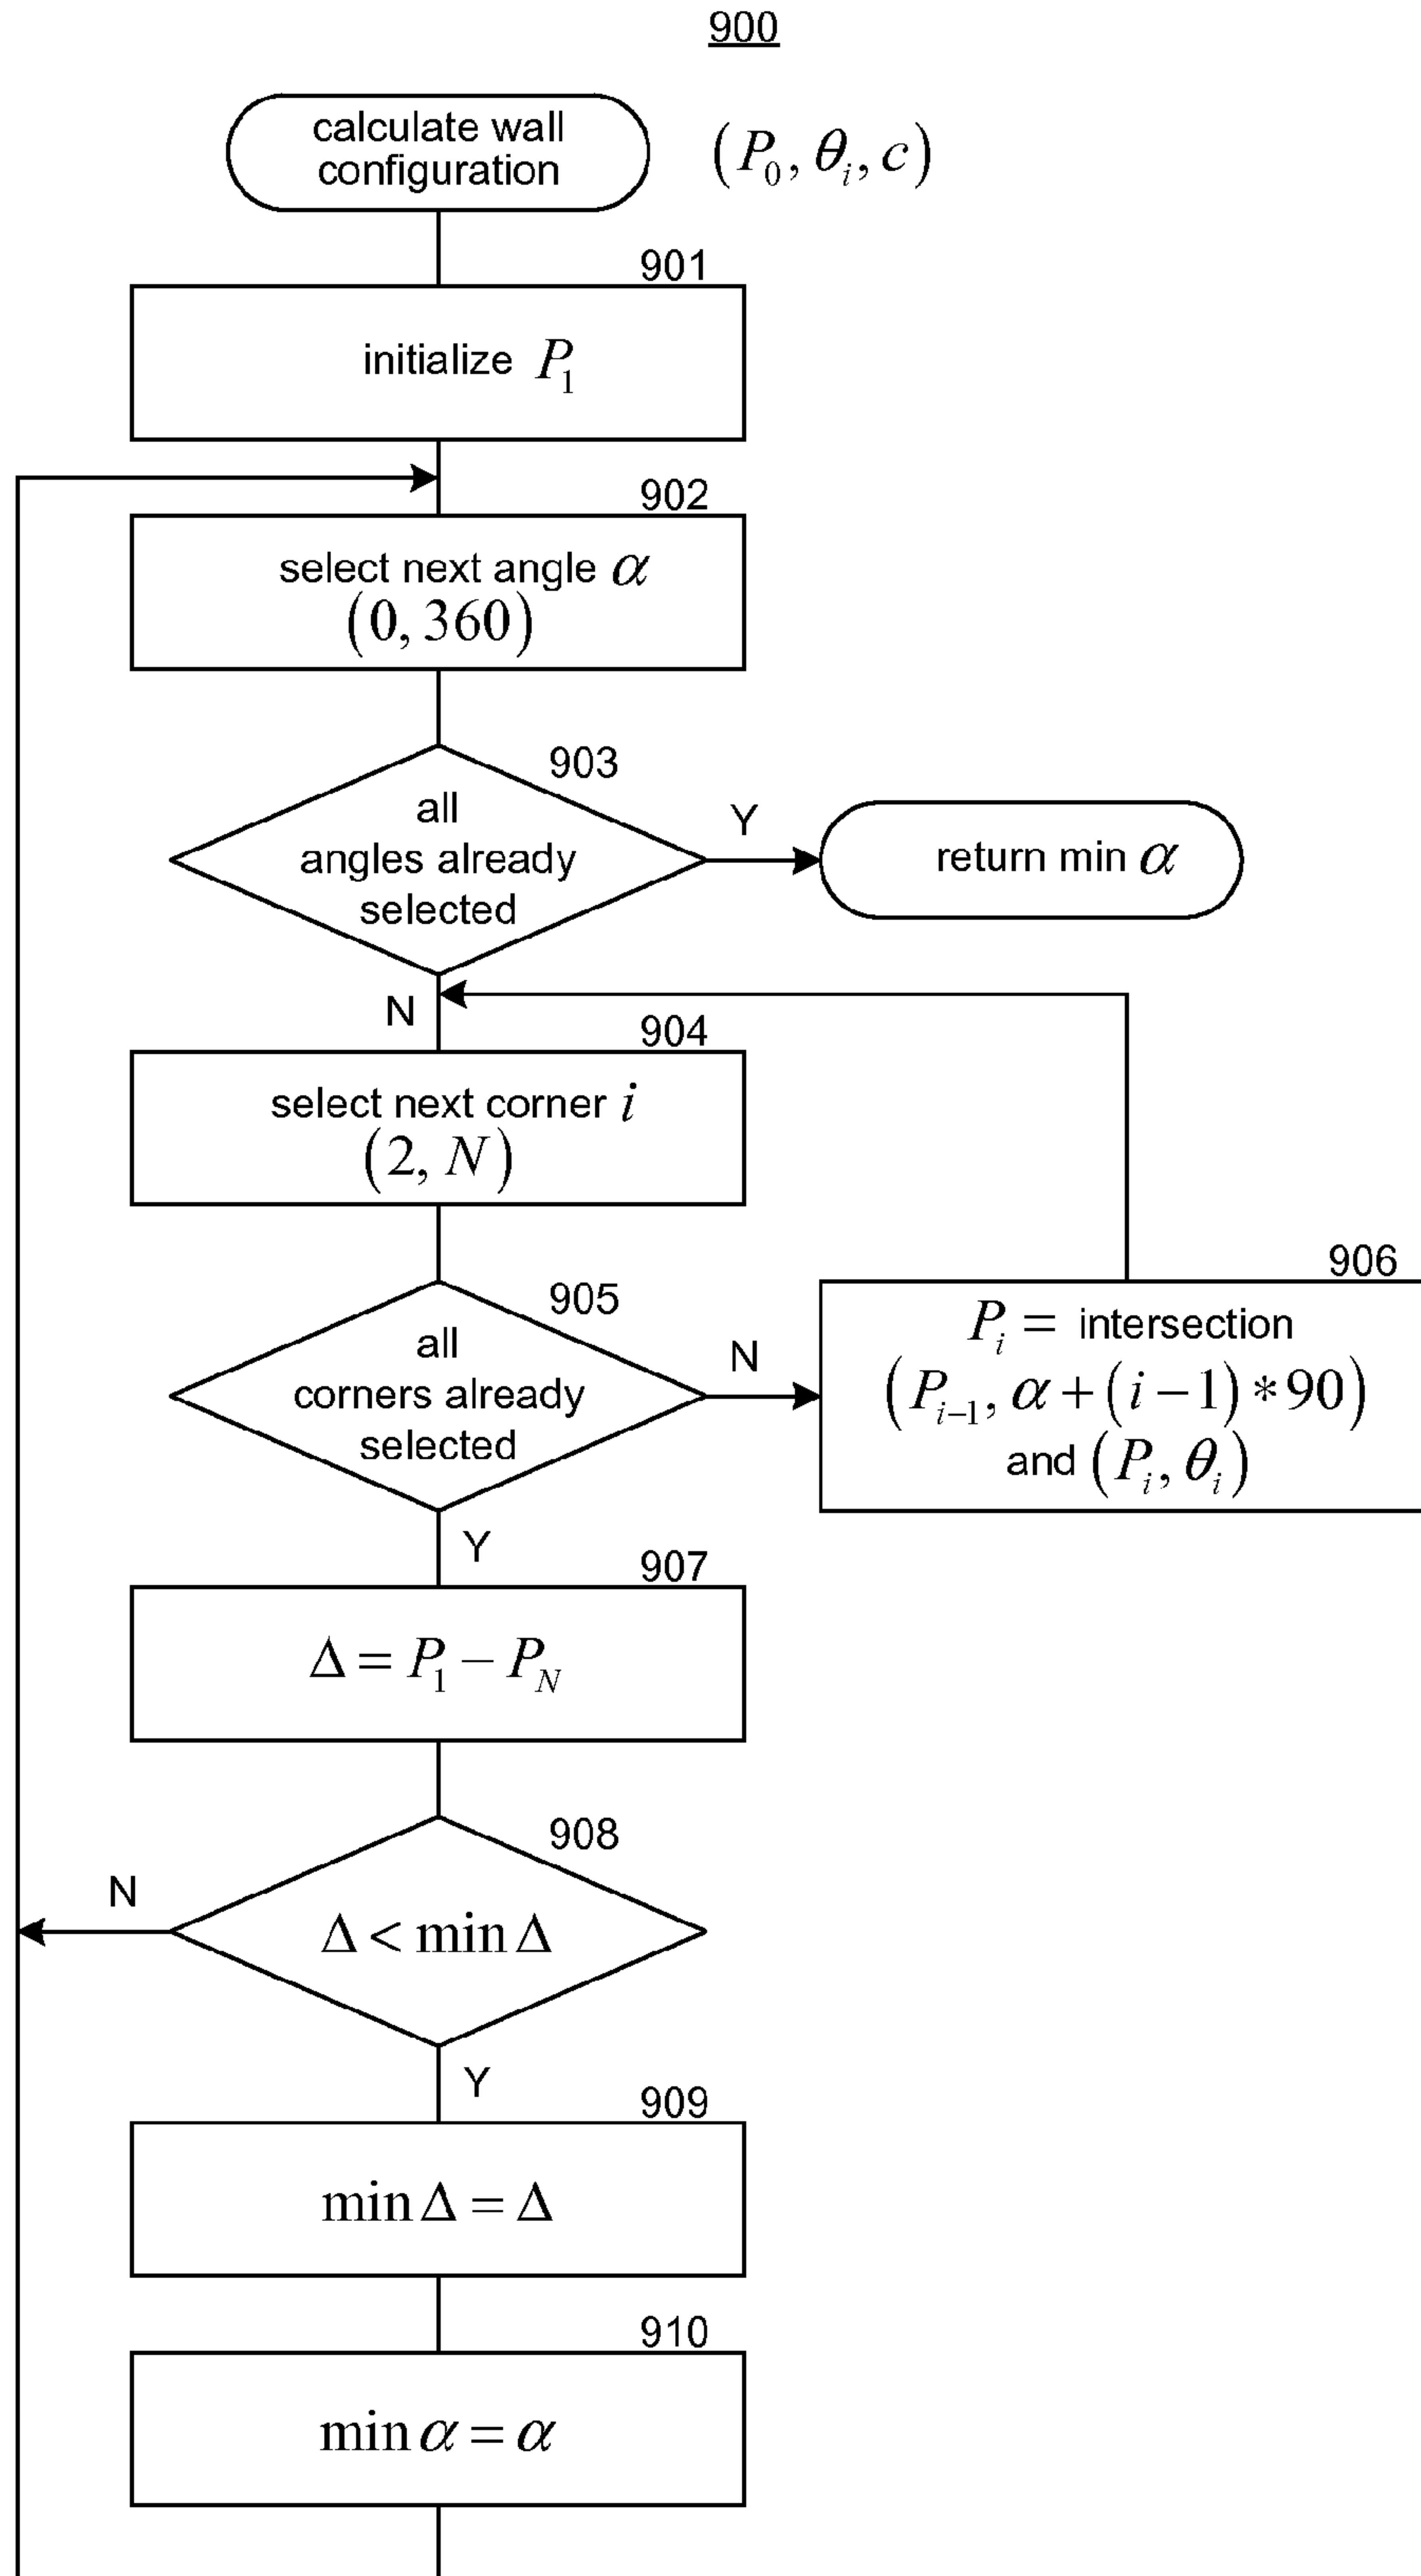 900
calculate wall
configuration
(P₀, θᵢ, c)
901
initialize P₁
902
select next angle α
(0, 360)
903
all
angles already
selected
Y
return min α
N
904
select next corner i
(2, N)
905
all
corners already
selected
N
906
Pᵢ = intersection
(Pᵢ₋₁, α + (i − 1) * 90)
and (Pᵢ, θᵢ)
Y
907
Δ = P₁ − P_N
908
Δ < min Δ
N
Y
909
min Δ = Δ
910
min α = α